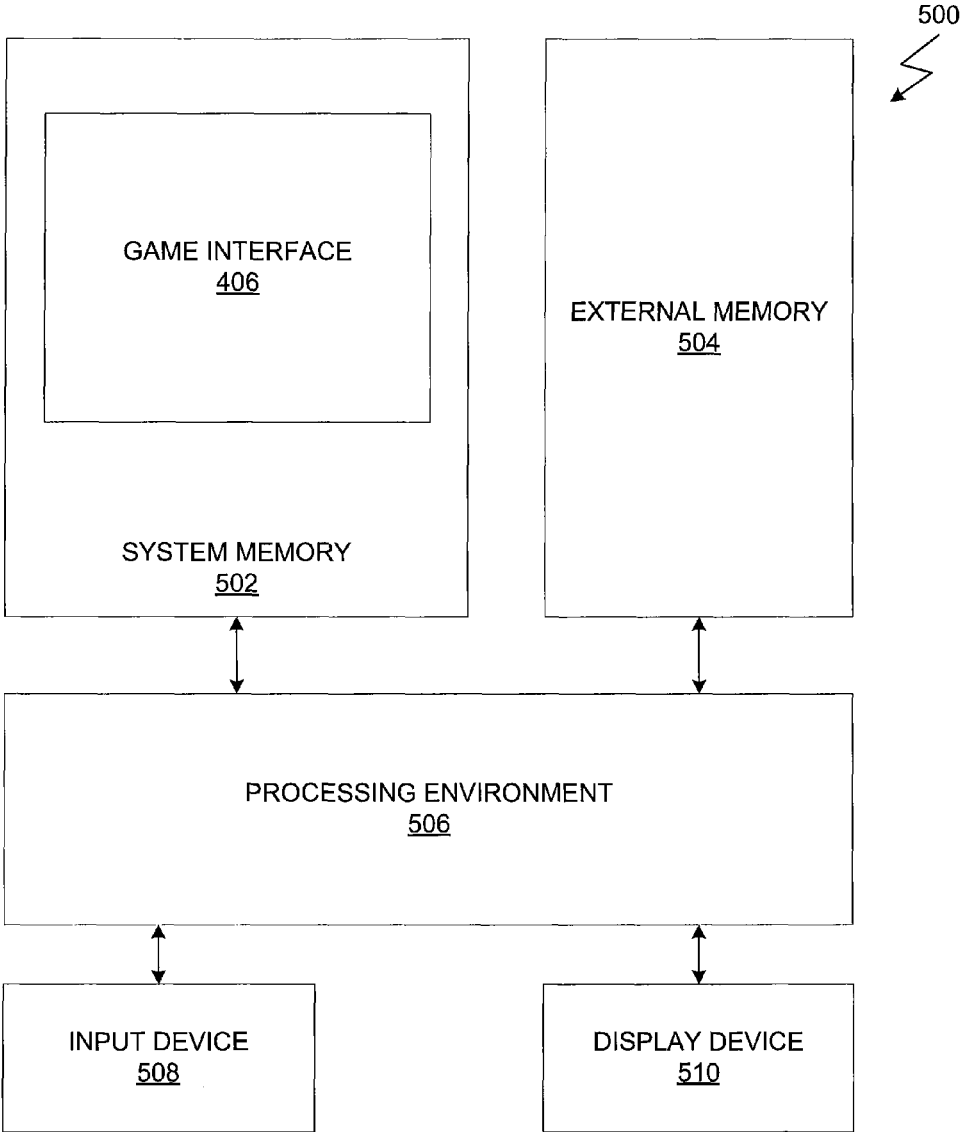 500
GAME INTERFACE
406
EXTERNAL MEMORY
504
SYSTEM MEMORY
502
PROCESSING ENVIRONMENT
506
INPUT DEVICE
508
DISPLAY DEVICE
510